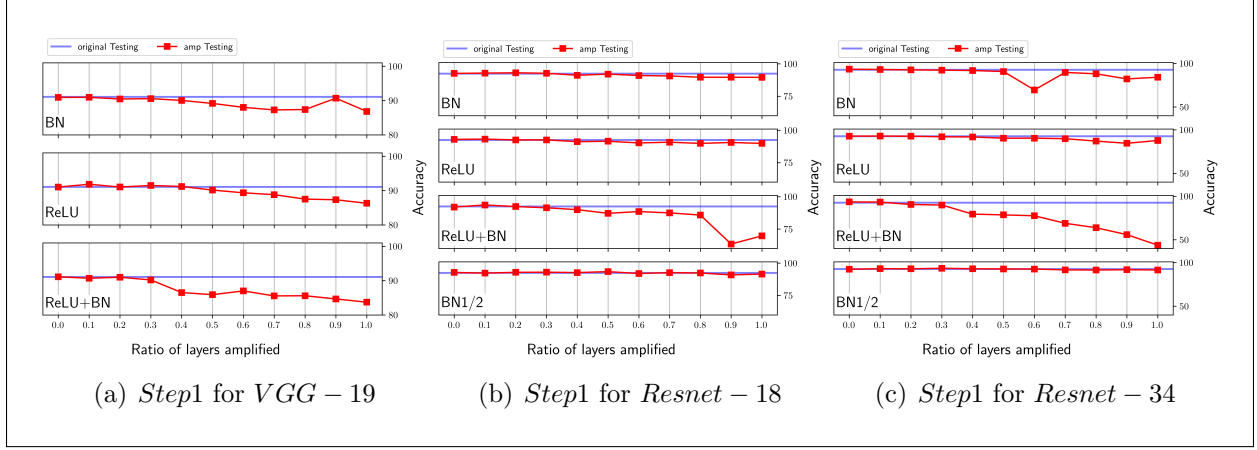 original Testing amp Testing
100
90
80
BN
100
90
80
ReLU
100
90
80
ReLU+BN
0.0 0.1 0.2 0.3 0.4 0.5 0.6 0.7 0.8 0.9 1.0
Ratio of layers amplified
Accuracy
(a) Step1 for VGG − 19
original Testing amp Testing
100
75
BN
100
75
ReLU
100
75
ReLU+BN
100
75
BN1/2
0.0 0.1 0.2 0.3 0.4 0.5 0.6 0.7 0.8 0.9 1.0
Ratio of layers amplified
Accuracy
(b) Step1 for Resnet − 18
original Testing amp Testing
100
50
BN
100
50
ReLU
100
50
ReLU+BN
100
50
BN1/2
0.0 0.1 0.2 0.3 0.4 0.5 0.6 0.7 0.8 0.9 1.0
Ratio of layers amplified
Accuracy
(c) Step1 for Resnet − 34